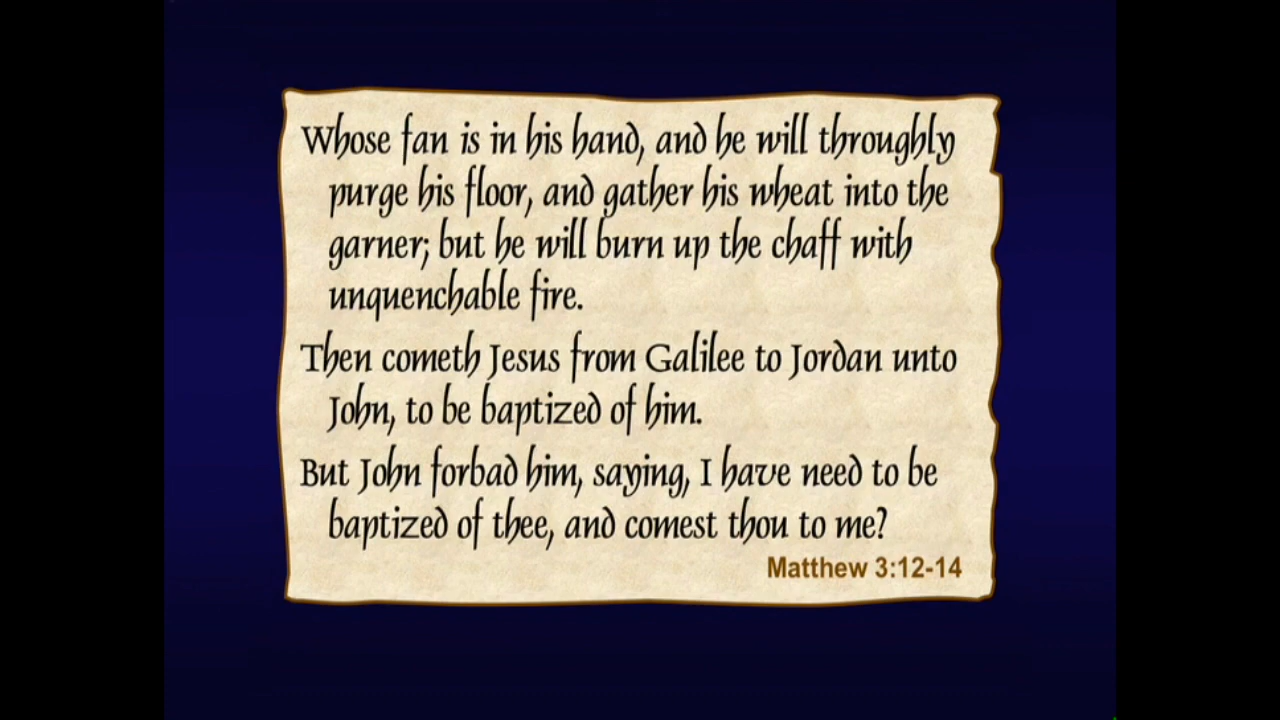 Whose fan is in his hand, and he will throughly
purge his floor, and gather his wheat into the
garner; but he will burn up the chaff with
unquenchable fire.
Then cometh Jesus from Galilee to Jordan unto
John, to be baptized of him.
But John forbad him, saying, I have need to be
baptized of thee, and comest thou to me?
Matthew 3:12-14